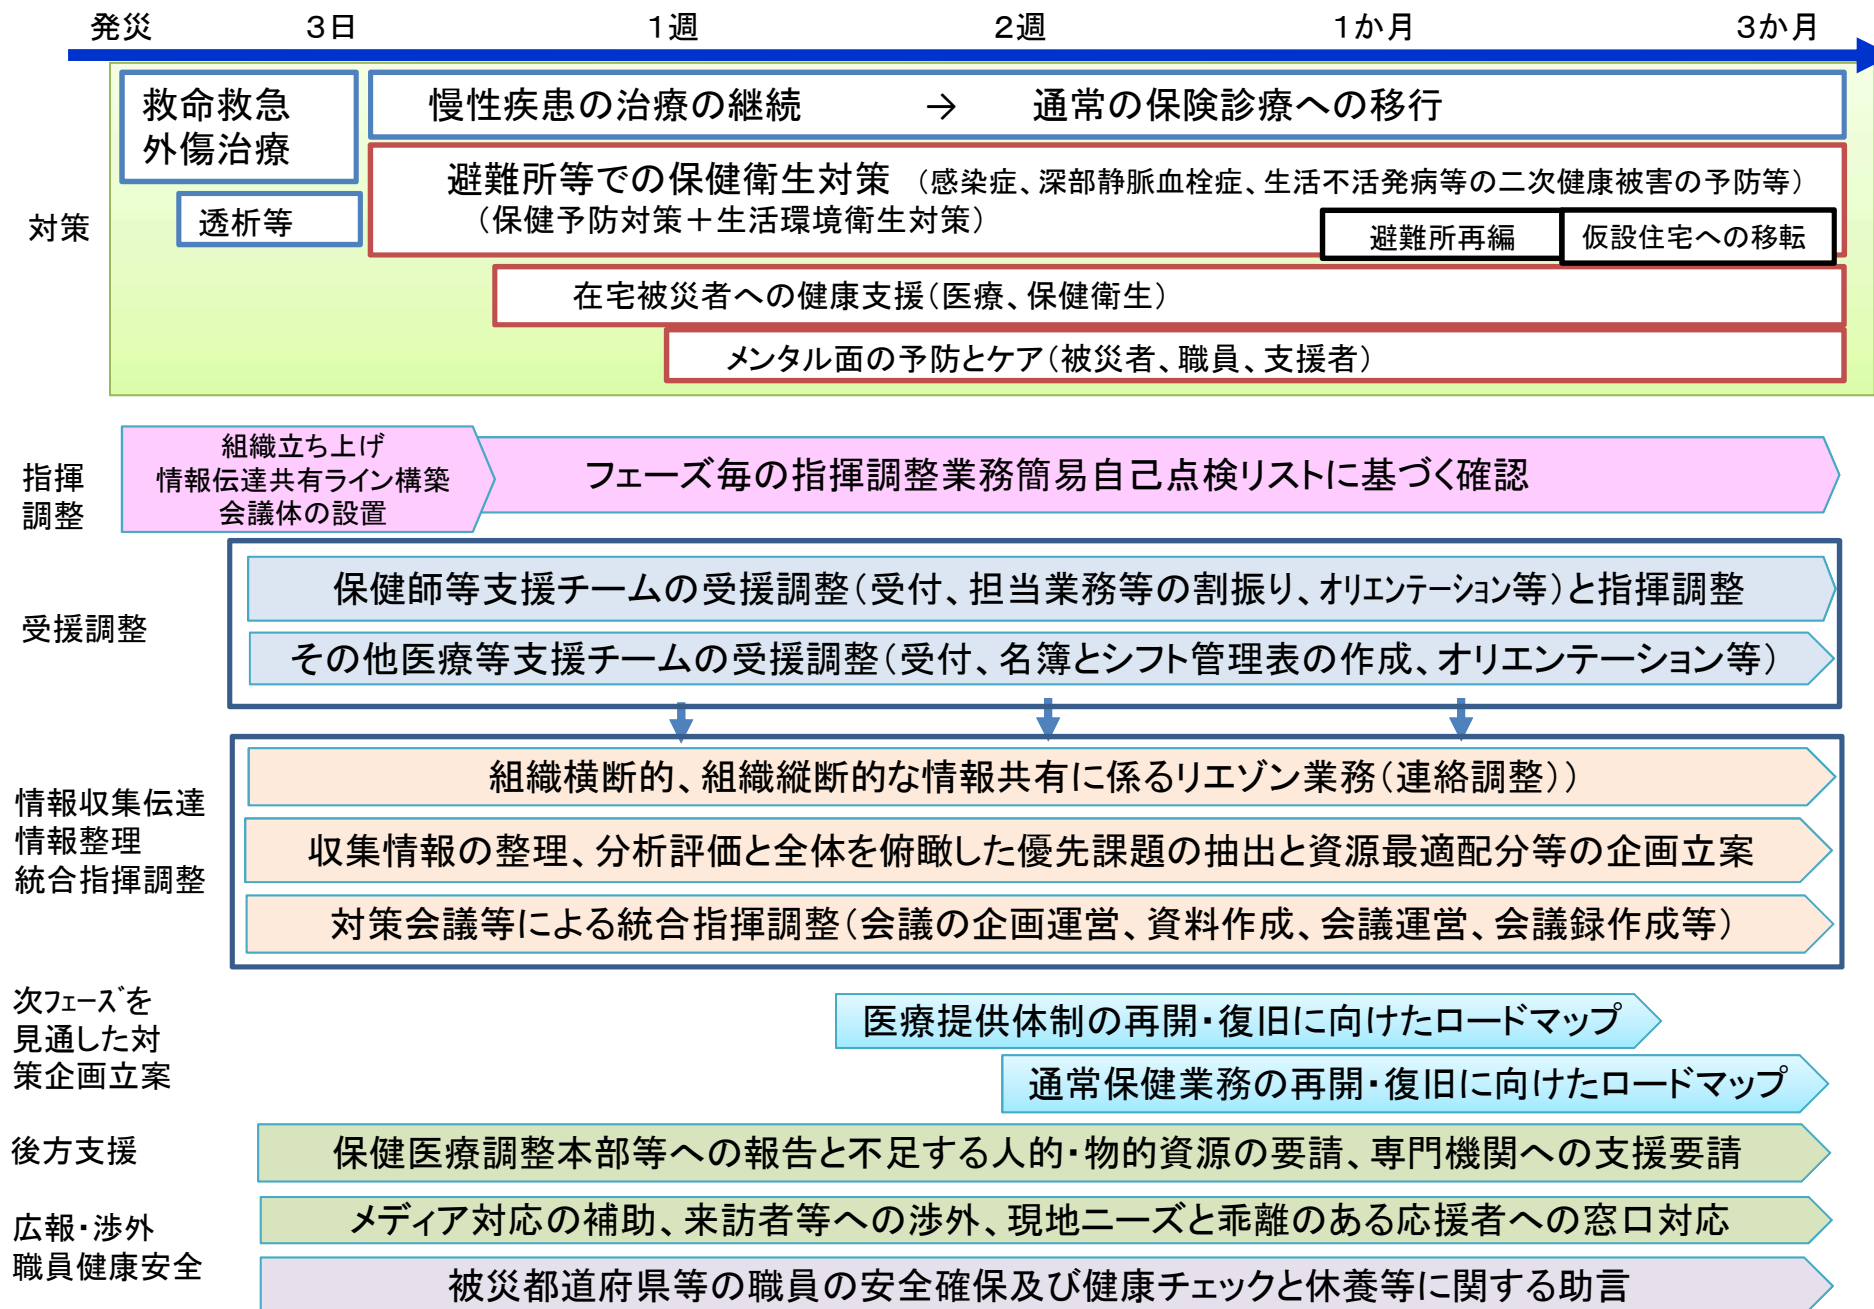 発災　3日　1週　2週　1か月　3か月
対策
救命救急
外傷治療
慢性疾患の治療の継続　→　通常の保険診療への移行
透析等
避難所等での保健衛生対策　（感染症、深部静脈血栓症、生活不活発病等の二次健康被害の予防等）
（保健予防対策＋生活環境衛生対策）
避難所再編　仮設住宅への移転
在宅被災者への健康支援（医療、保健衛生）
メンタル面の予防とケア（被災者、職員、支援者）
指揮
調整
組織立ち上げ
情報伝達共有ライン構築
会議体の設置
フェーズ毎の指揮調整業務簡易自己点検リストに基づく確認
受援調整
保健師等支援チームの受援調整（受付、担当業務等の割振り、オリエンテーション等）と指揮調整
その他医療等支援チームの受援調整（受付、名簿とシフト管理表の作成、オリエンテーション等）
情報収集伝達
情報整理
統合指揮調整
組織横断的、組織縦断的な情報共有に係るリエゾン業務（連絡調整））
収集情報の整理、分析評価と全体を俯瞰した優先課題の抽出と資源最適配分等の企画立案
対策会議等による統合指揮調整（会議の企画運営、資料作成、会議運営、会議録作成等）
次フェーズを
見通した対
策企画立案
医療提供体制の再開・復旧に向けたロードマップ
通常保健業務の再開・復旧に向けたロードマップ
後方支援
保健医療調整本部等への報告と不足する人的・物的資源の要請、専門機関への支援要請
広報・渉外
職員健康安全
メディア対応の補助、来訪者等への渉外、現地ニーズと乖離のある応援者への窓口対応
被災都道府県等の職員の安全確保及び健康チェックと休養等に関する助言